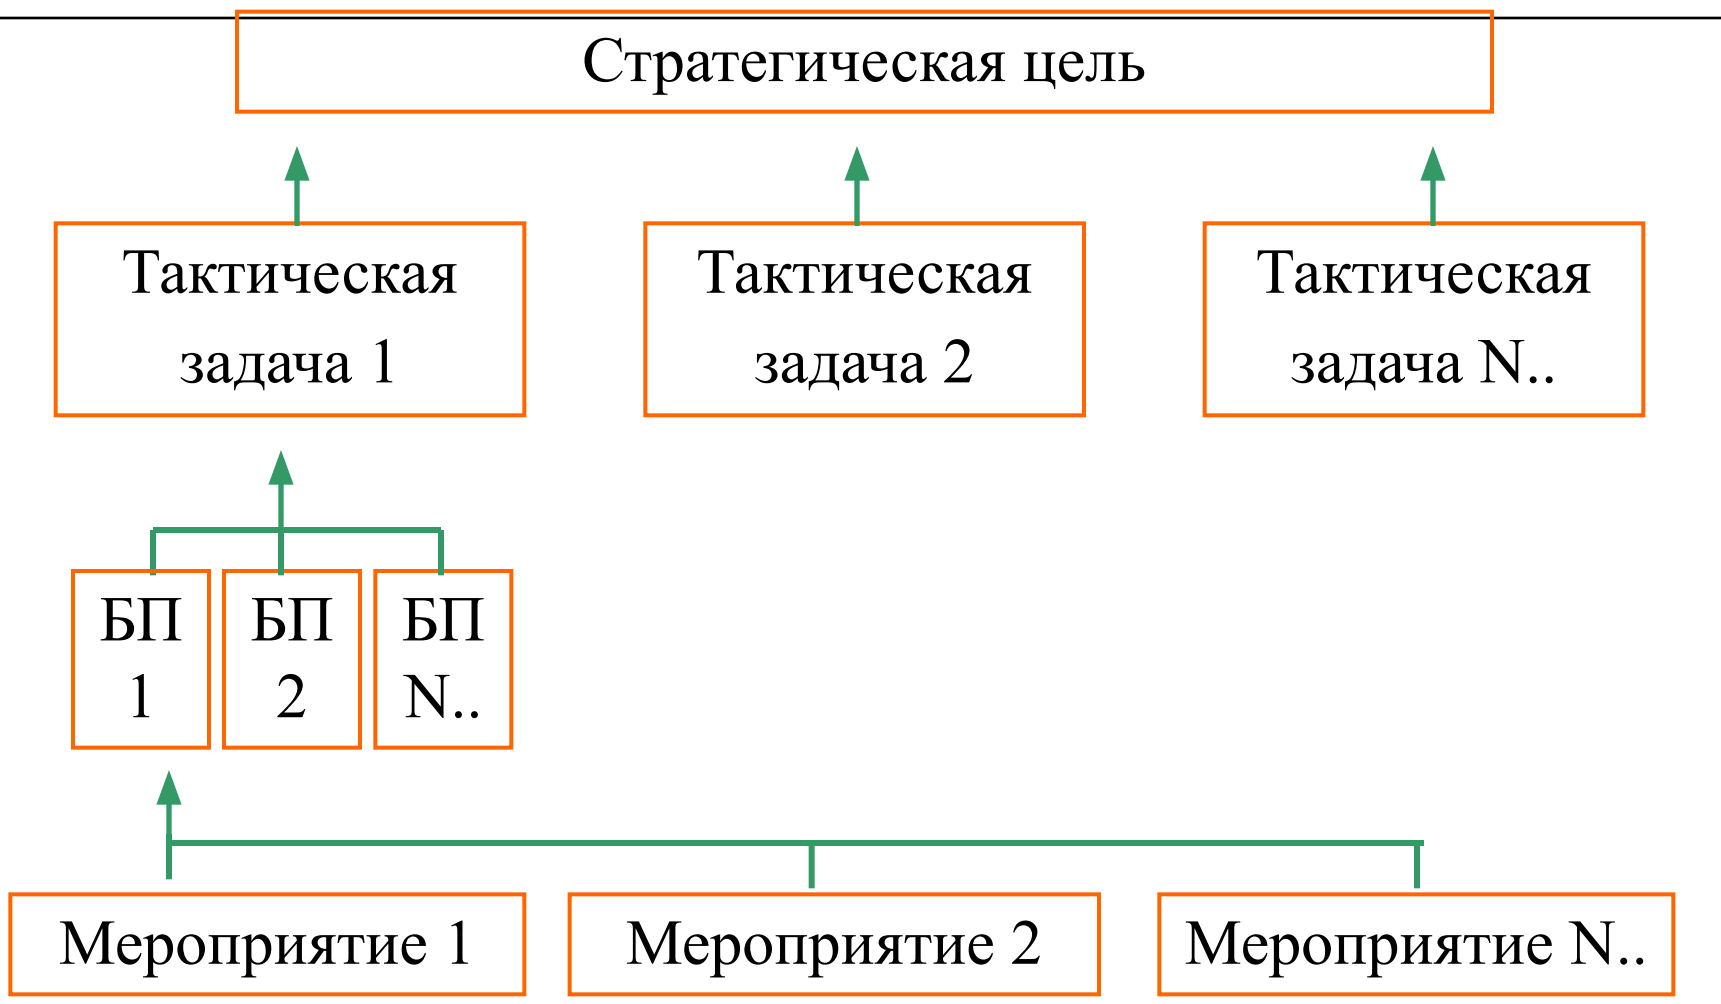 Стратегическая цель
Тактическая
задача 1
Тактическая
задача 2
Тактическая
задача N..
БП
1
БП
2
БП
N..
Мероприятие 1
Мероприятие 2
Мероприятие N..